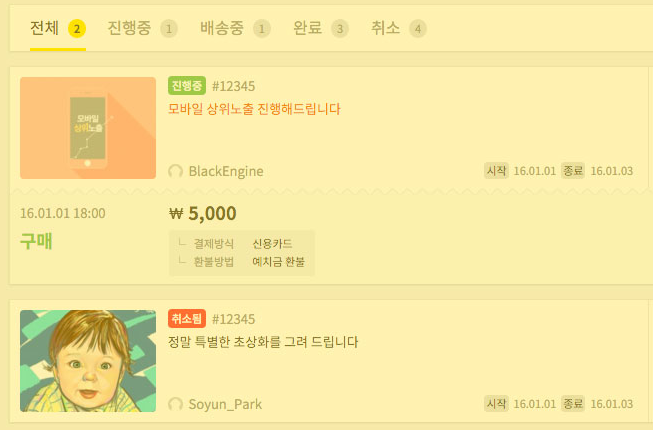 전체 2 진행중 1 배송중 1 완료 3 취소 4
모바일
상위노출
진행중 #12345
모바일 상위노출 진행해드립니다
BlackEngine 시작 16.01.01 종료 16.01.03
16.01.01 18:00
구매
₩ 5,000
결제방식 신용카드
환불방법 예치금 환불
취소됨 #12345
정말 특별한 초상화를 그려 드립니다
Soyun_Park 시작 16.01.01 종료 16.01.03